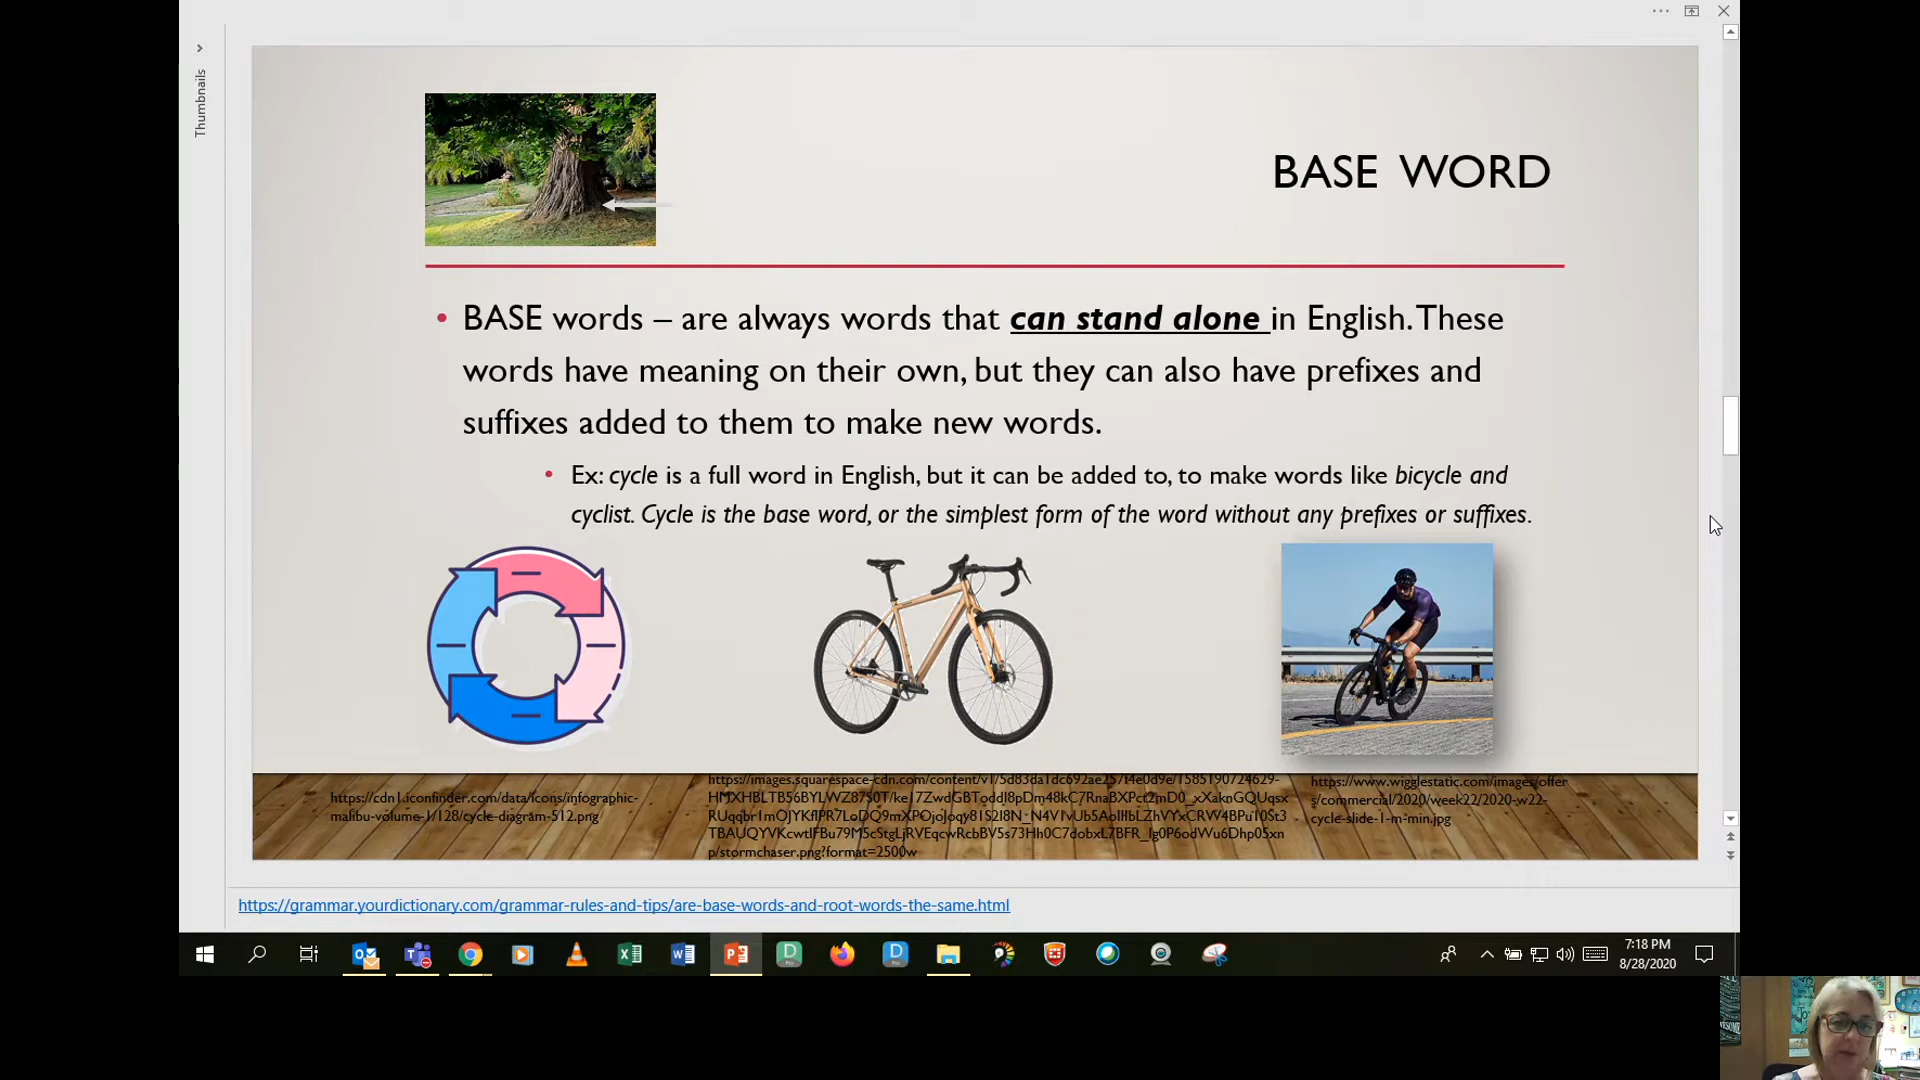 Thumbnails
BASE WORD
• BASE words – are always words that can stand alone in English. These
words have meaning on their own, but they can also have prefixes and
suffixes added to them to make new words.
• Ex: cycle is a full word in English, but it can be added to, to make words like bicycle and
cyclist. Cycle is the base word, or the simplest form of the word without any prefixes or suffixes.
https://cdn1.iconfinder.com/data/icons/infographic-
malibu-volume-1/128/cycle-diagram-512.png
p/stormchaser.png?format=2500w
https://www.wigglestatic.com/images/offer
s/commercial/2020/week22/2020-w22-
cycle-slide-1-m-min.jpg
https://grammar.yourdictionary.com/grammar-rules-and-tips/are-base-words-and-root-words-the-same.html
7:18 PM
8/28/2020